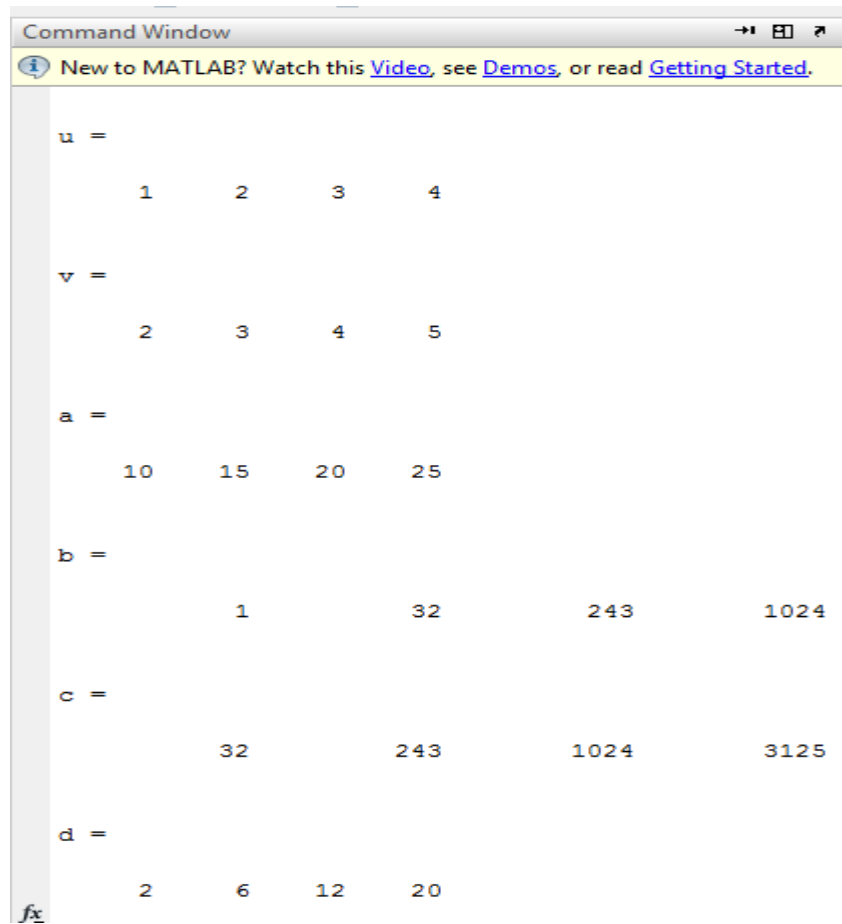 Command Window
New to MATLAB? Watch this Video, see Demos, or read Getting Started.
u =
1 2 3 4
v =
2 3 4 5
a =
10 15 20 25
b =
1 32 243 1024
c =
32 243 1024 3125
d =
2 6 12 20
fx